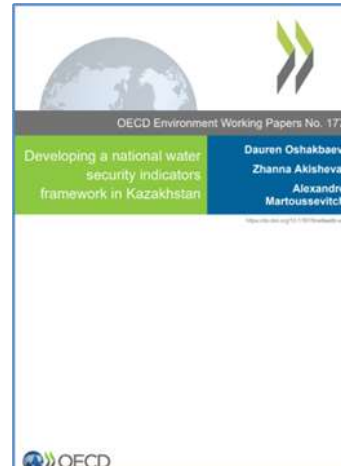 OECD Environment Working Papers No. 177
Developing a national water
security indicators
framework in Kazakhstan
Dauren Oshakbaev
Zhanna Akisheva
Alexandre
Martoussevitch
OECD